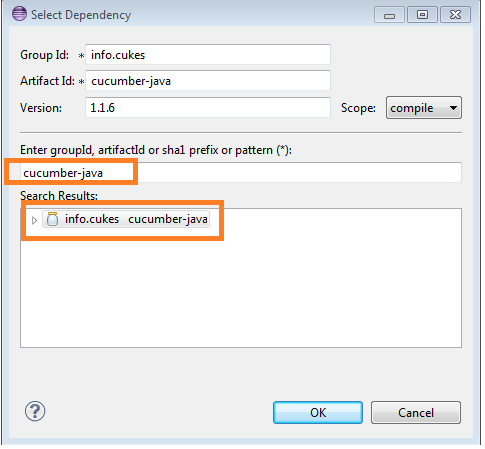 Select Dependency
Group Id: * info.cukes
Artifact Id: * cucumber-java
Version: 1.1.6 Scope: compile
Enter groupId, artifactId or sha1 prefix or pattern (*):
cucumber-java
Search Results:
info.cukes cucumber-java
? OK Cancel